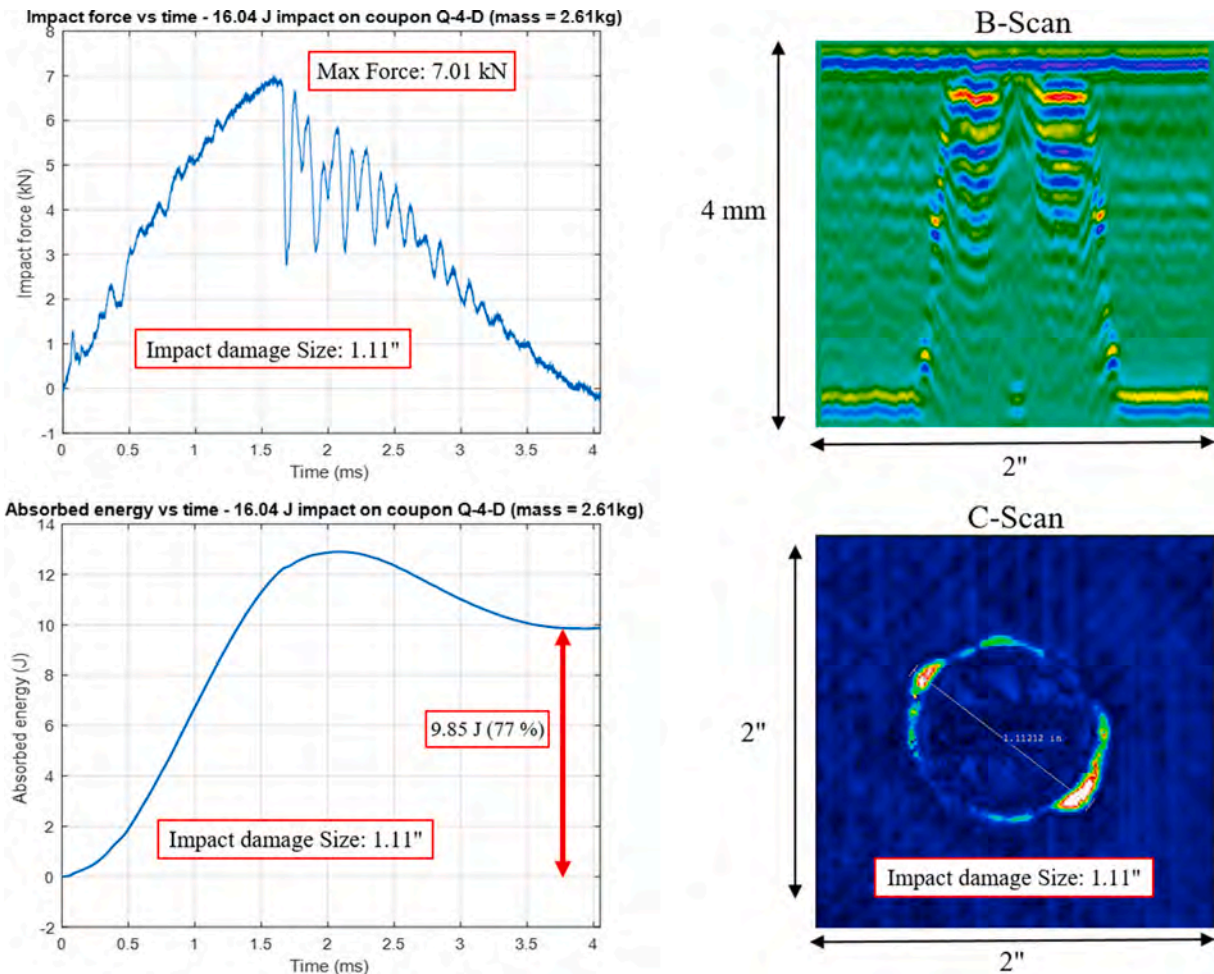 Impact force vs time - 16.04 J impact on coupon Q-4-D (mass = 2.61kg)
8
7
6
5
4
3
2
1
0
-1
Impact force (kN)
Max Force: 7.01 kN
Impact damage Size: 1.11"
0 0.5 1 1.5 2 2.5 3 3.5 4
Time (ms)
B-Scan
4 mm
2"
Absorbed energy vs time - 16.04 J impact on coupon Q-4-D (mass = 2.61kg)
14
12
10
8
6
4
2
0
-2
Absorbed energy (J)
9.85 J (77 %)
Impact damage Size: 1.11"
0 0.5 1 1.5 2 2.5 3 3.5 4
Time (ms)
C-Scan
2"
1.11212 in
Impact damage Size: 1.11"
2"